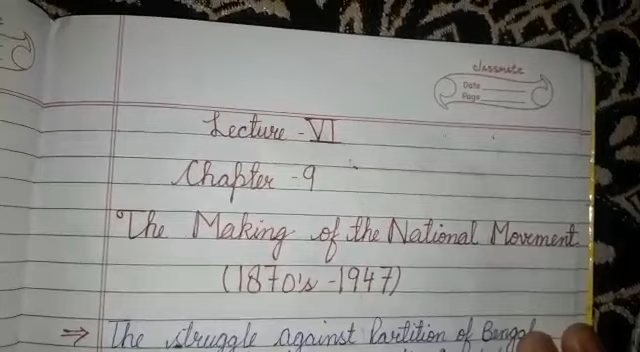 classmate
Date
Page
Lecture - VI
Chapter - 9
The Making of the National Movement
(1870's - 1947)
⇒ The struggle against Partition of Bengal